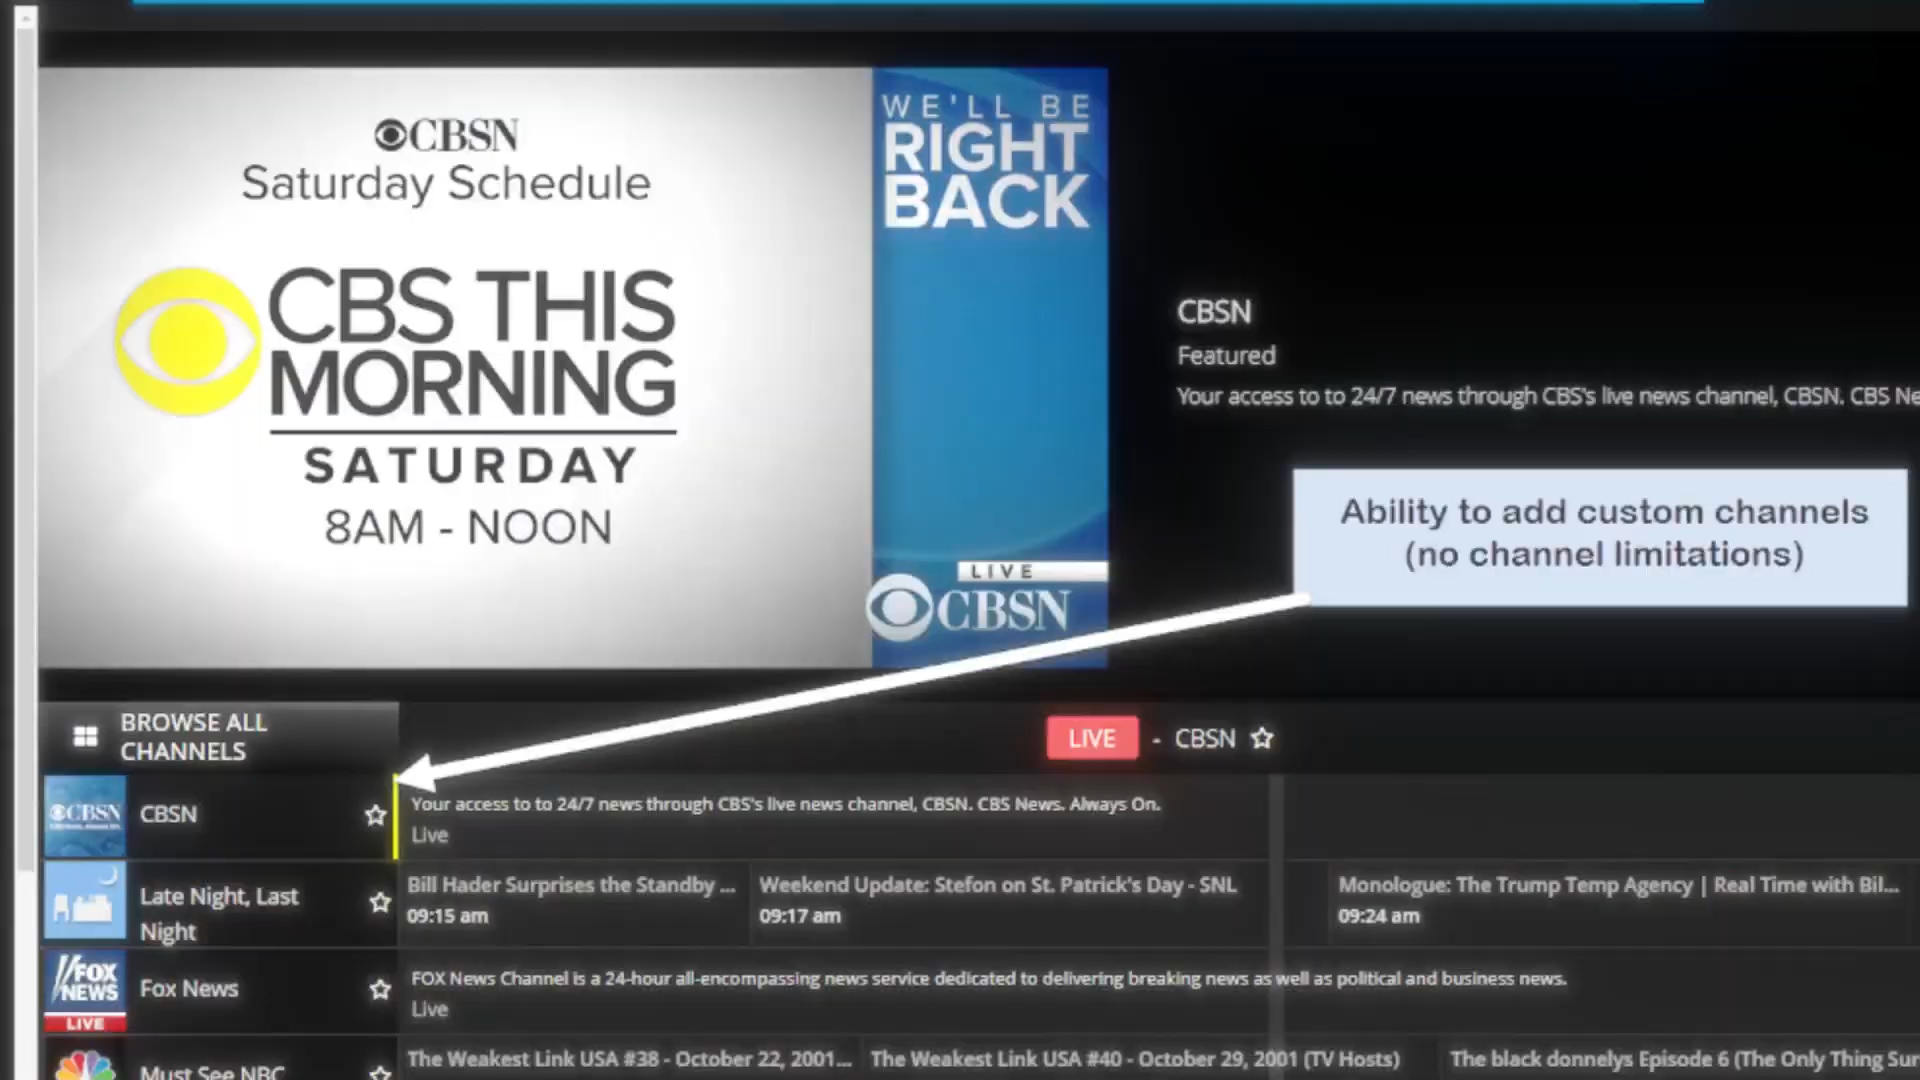 CBSN
Saturday Schedule
CBS THIS
MORNING
SATURDAY
8AM - NOON
WE'LL BE
RIGHT
BACK
LIVE
CBSN
CBSN
Featured
Your access to to 24/7 news through CBS's live news channel, CBSN. CBS Ne
Ability to add custom channels
(no channel limitations)
BROWSE ALL
CHANNELS
LIVE - CBSN
CBSN
CBSN
Your access to to 24/7 news through CBS's live news channel, CBSN. CBS News. Always On.
Live
Late Night, Last
Night
Bill Hader Surprises the Standby ...
09:15 am
Weekend Update: Stefon on St. Patrick's Day - SNL
09:17 am
Monologue: The Trump Temp Agency | Real Time with Bil...
09:24 am
FOX
NEWS
LIVE
Fox News
FOX News Channel is a 24-hour all-encompassing news service dedicated to delivering breaking news as well as political and business news.
Live
Must See NBC
The Weakest Link USA #38 - October 22, 2001...
The Weakest Link USA #40 - October 29, 2001 (TV Hosts)
The black donnelys Episode 6 (The Only Thing Sur